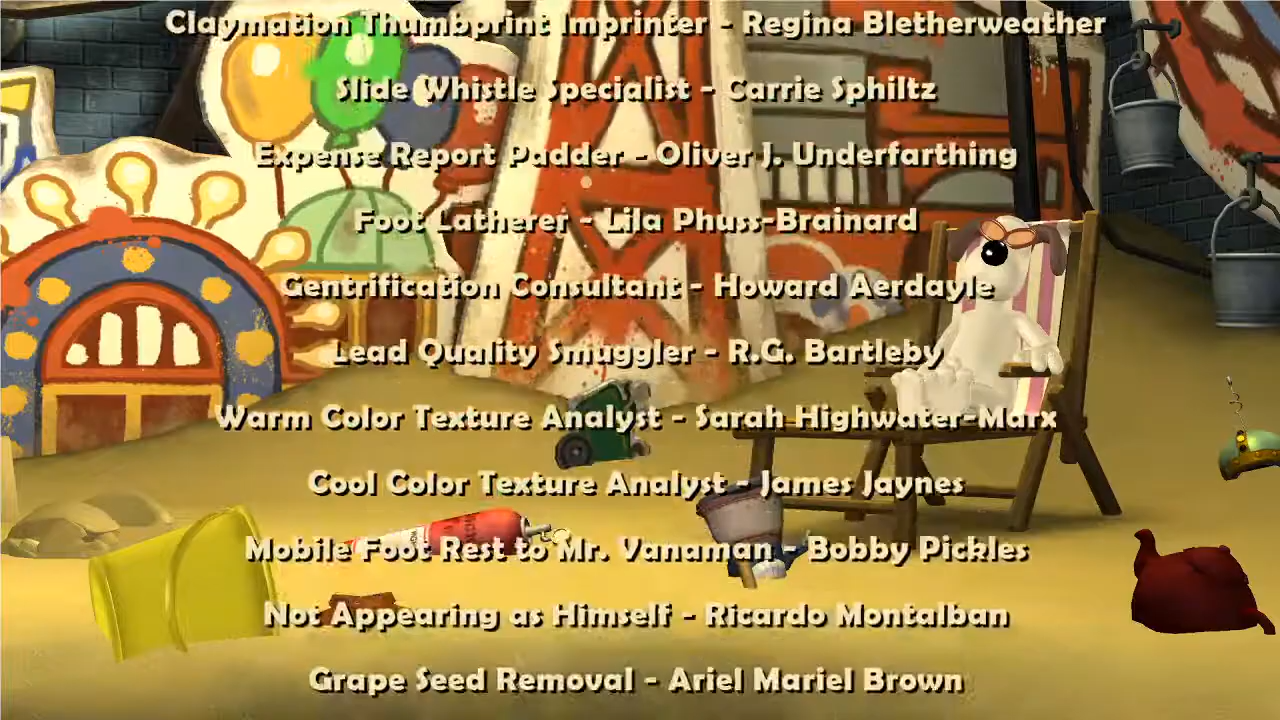 Claymation Thumbprint Imprinter - Regina Bletherweather
Slide Whistle Specialist - Carrie Sphiltz
Expense Report Padder - Oliver J. Underfarthing
Foot Latherer - Lila Phuss-Brainard
Gentrification Consultant - Howard Aerdayle
Lead Quality Smuggler - R.G. Bartleby
Warm Color Texture Analyst - Sarah Highwater-Marx
Cool Color Texture Analyst - James Jaynes
Mobile Foot Rest to Mr. Vanaman - Bobby Pickles
Not Appearing as Himself - Ricardo Montalban
Grape Seed Removal - Ariel Mariel Brown